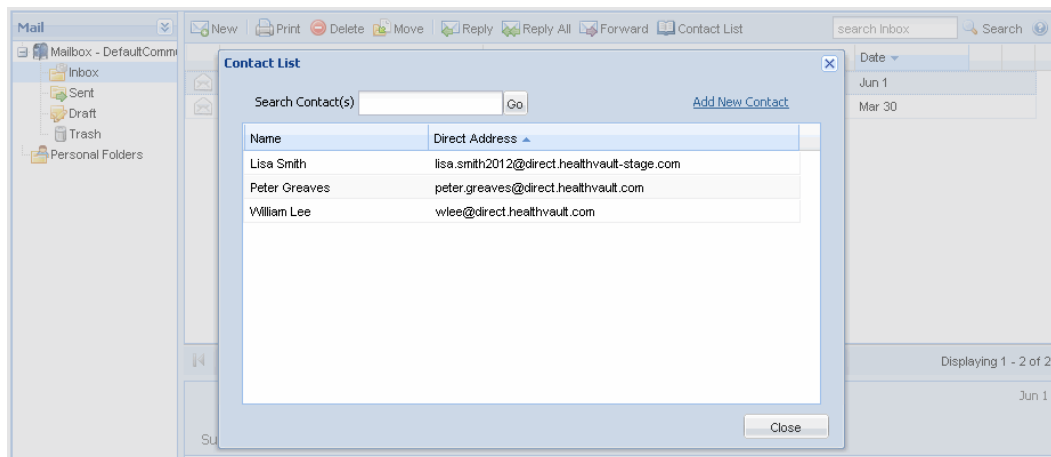 Mail
New Print Delete Move Reply Reply All Forward Contact List search Inbox Search
Mailbox - DefaultComm
Inbox
Sent
Draft
Trash
Personal Folders
Date
Jun 1
Mar 30
Contact List
Search Contact(s) Go Add New Contact
Name Direct Address
Lisa Smith lisa.smith2012@direct.healthvault-stage.com
Peter Greaves peter.greaves@direct.healthvault.com
William Lee wlee@direct.healthvault.com
Close
Displaying 1 - 2 of 2
Jun 1
Su